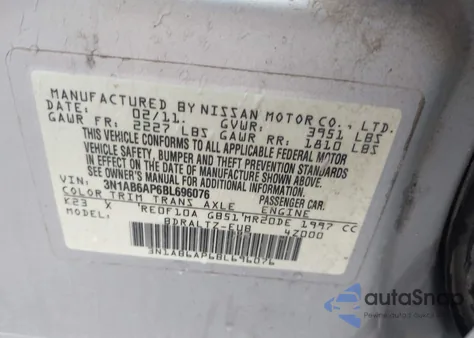 MANUFACTURED BY NISSAN MOTOR CO., LTD.
DATE: 02/11. GVWR: 3951 LBS
GAWR FR: 2227 LBS GAWR RR: 1810 LBS
THIS VEHICLE CONFORMS TO ALL APPLICABLE FEDERAL MOTOR
VEHICLE SAFETY, BUMPER AND THEFT PREVENTION STANDARDS
IN EFFECT ON THE DATE OF MANUFACTURE SHOWN ABOVE.
SEE OWNER'S MANUAL FOR ADDITIONAL INFORMATION
VIN: 3N1AB6AP6BL696076 PASSENGER CAR.
COLOR TRIM TRANS AXLE ENGINE
K23 X RE0F10A GB51 MR20DE 1997 CC
MODEL: BDRALTZ-EUB 4Z000
3N1AB6AP6BL696076
autoSnap